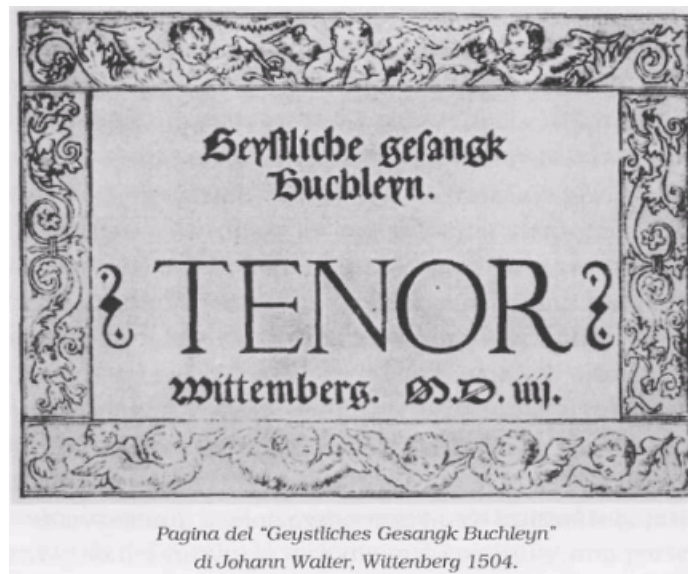 Geystliche gesangk
Buchleyn.
TENOR
Wittemberg. M.D. iiij.
Pagina del "Geystliches Gesangk Buchleyn"
di Johann Walter, Wittenberg 1504.